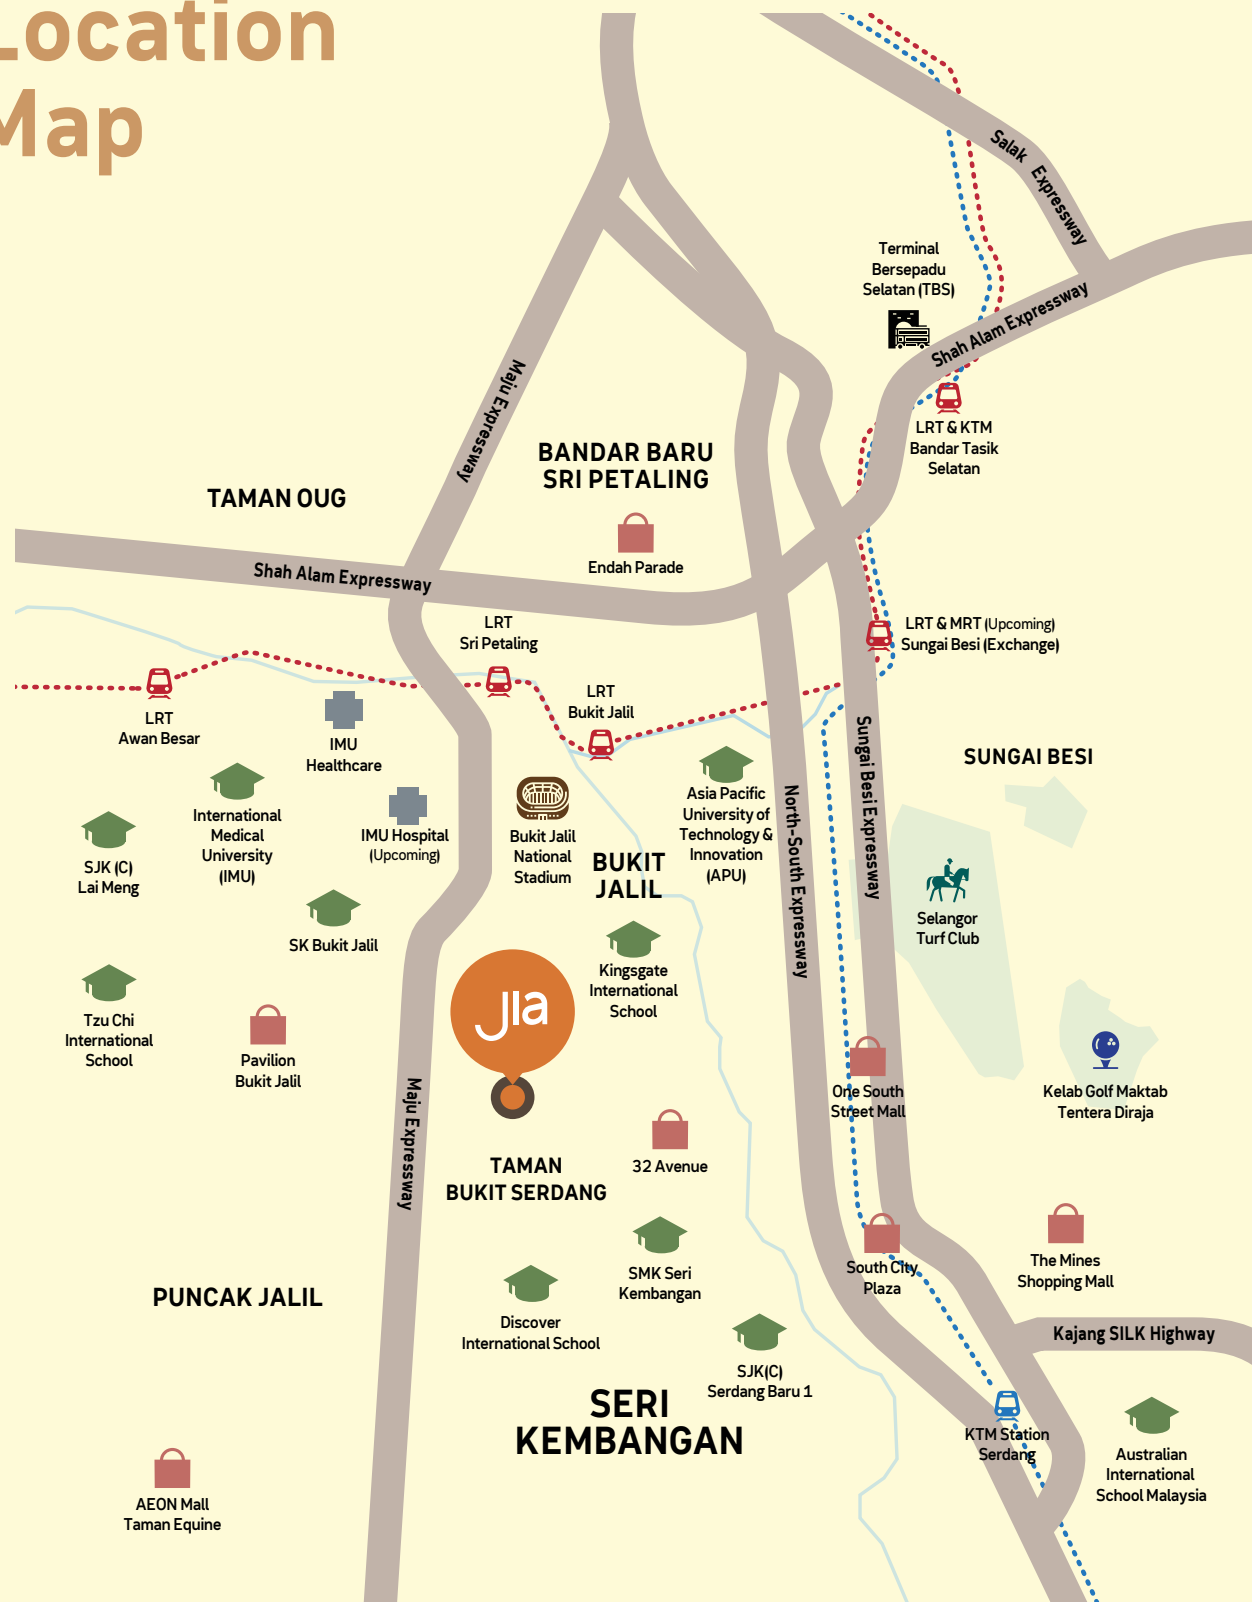 Location
Map
Salak Expressway
Terminal
Bersepadu
Selatan (TBS)
Shah Alam Expressway
LRT & KTM
Bandar Tasik
Selatan
Maju Expressway
BANDAR BARU
SRI PETALING
TAMAN OUG
Endah Parade
Shah Alam Expressway
LRT
Sri Petaling
LRT & MRT (Upcoming)
Sungai Besi (Exchange)
LRT
Bukit Jalil
LRT
Awan Besar
IMU
Healthcare
SUNGAI BESI
Sungai Besi Expressway
North-South Expressway
International
Medical
University
(IMU)
IMU Hospital
(Upcoming)
Bukit Jalil
National
Stadium
Asia Pacific
University of
Technology &
Innovation
(APU)
BUKIT
JALIL
SJK (C)
Lai Meng
Selangor
Turf Club
SK Bukit Jalil
Kingsgate
International
School
JIa
Tzu Chi
International
School
Pavilion
Bukit Jalil
One South
Street Mall
Kelab Golf Maktab
Tentera Diraja
Maju Expressway
32 Avenue
TAMAN
BUKIT SERDANG
SMK Seri
Kembangan
South City
Plaza
The Mines
Shopping Mall
PUNCAK JALIL
Discover
International School
Kajang SILK Highway
SJK(C)
Serdang Baru 1
SERI
KEMBANGAN
KTM Station
Serdang
Australian
International
School Malaysia
AEON Mall
Taman Equine